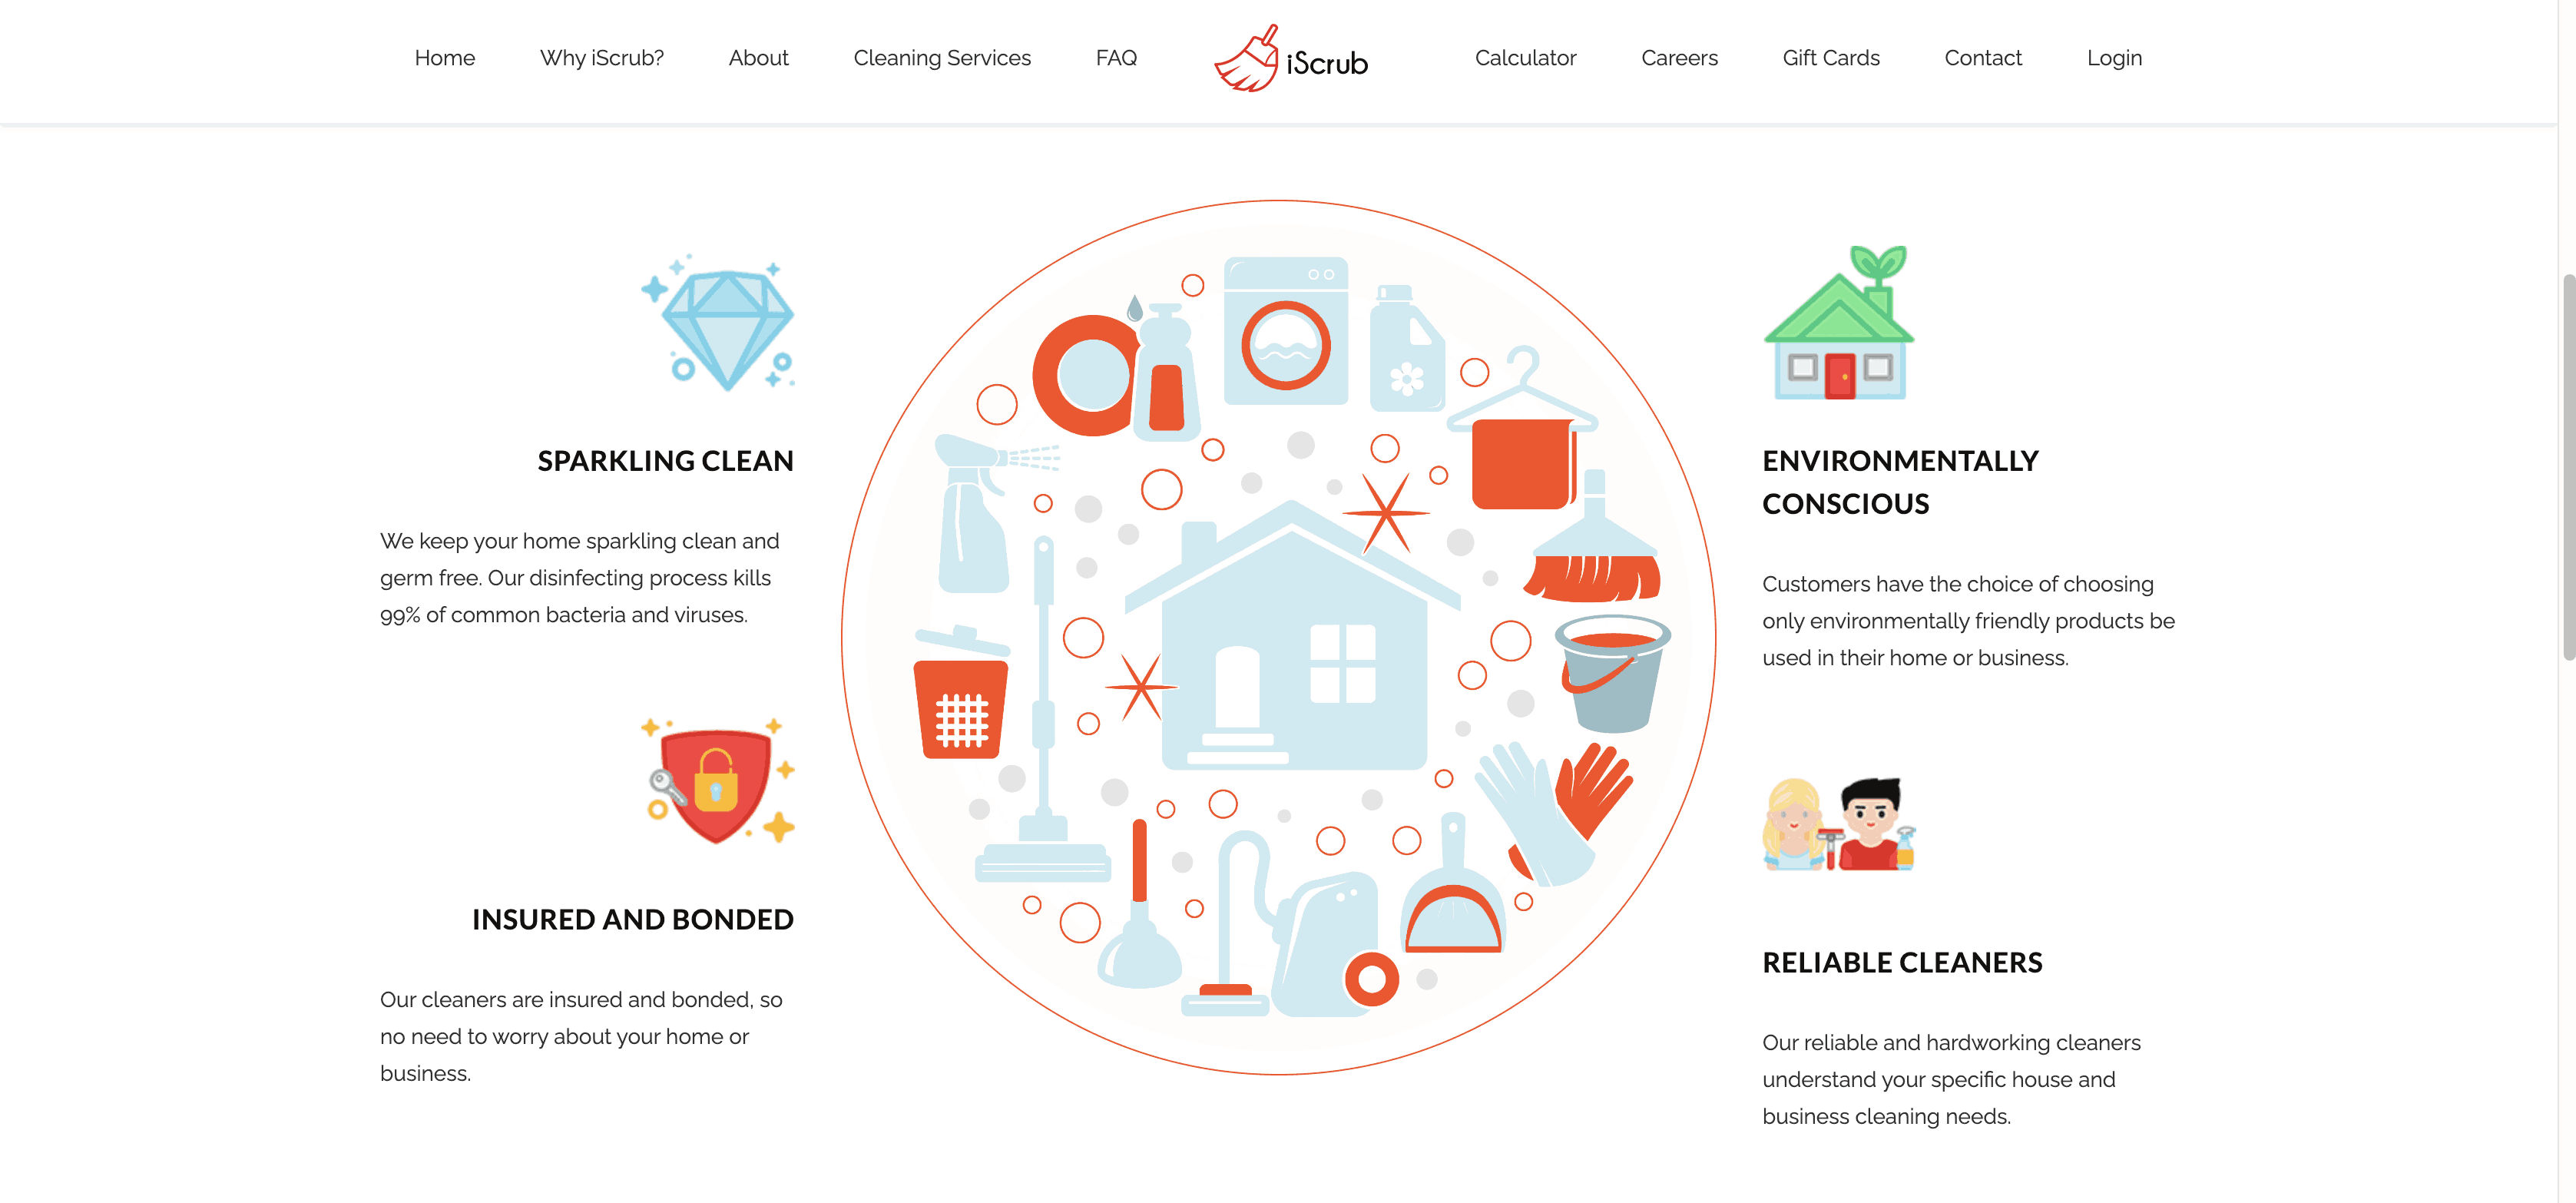 Home Why iScrub? About Cleaning Services FAQ iScrub Calculator Careers Gift Cards Contact Login
SPARKLING CLEAN
We keep your home sparkling clean and
germ free. Our disinfecting process kills
99% of common bacteria and viruses.
INSURED AND BONDED
Our cleaners are insured and bonded, so
no need to worry about your home or
business.
ENVIRONMENTALLY
CONSCIOUS
Customers have the choice of choosing
only environmentally friendly products be
used in their home or business.
RELIABLE CLEANERS
Our reliable and hardworking cleaners
understand your specific house and
business cleaning needs.